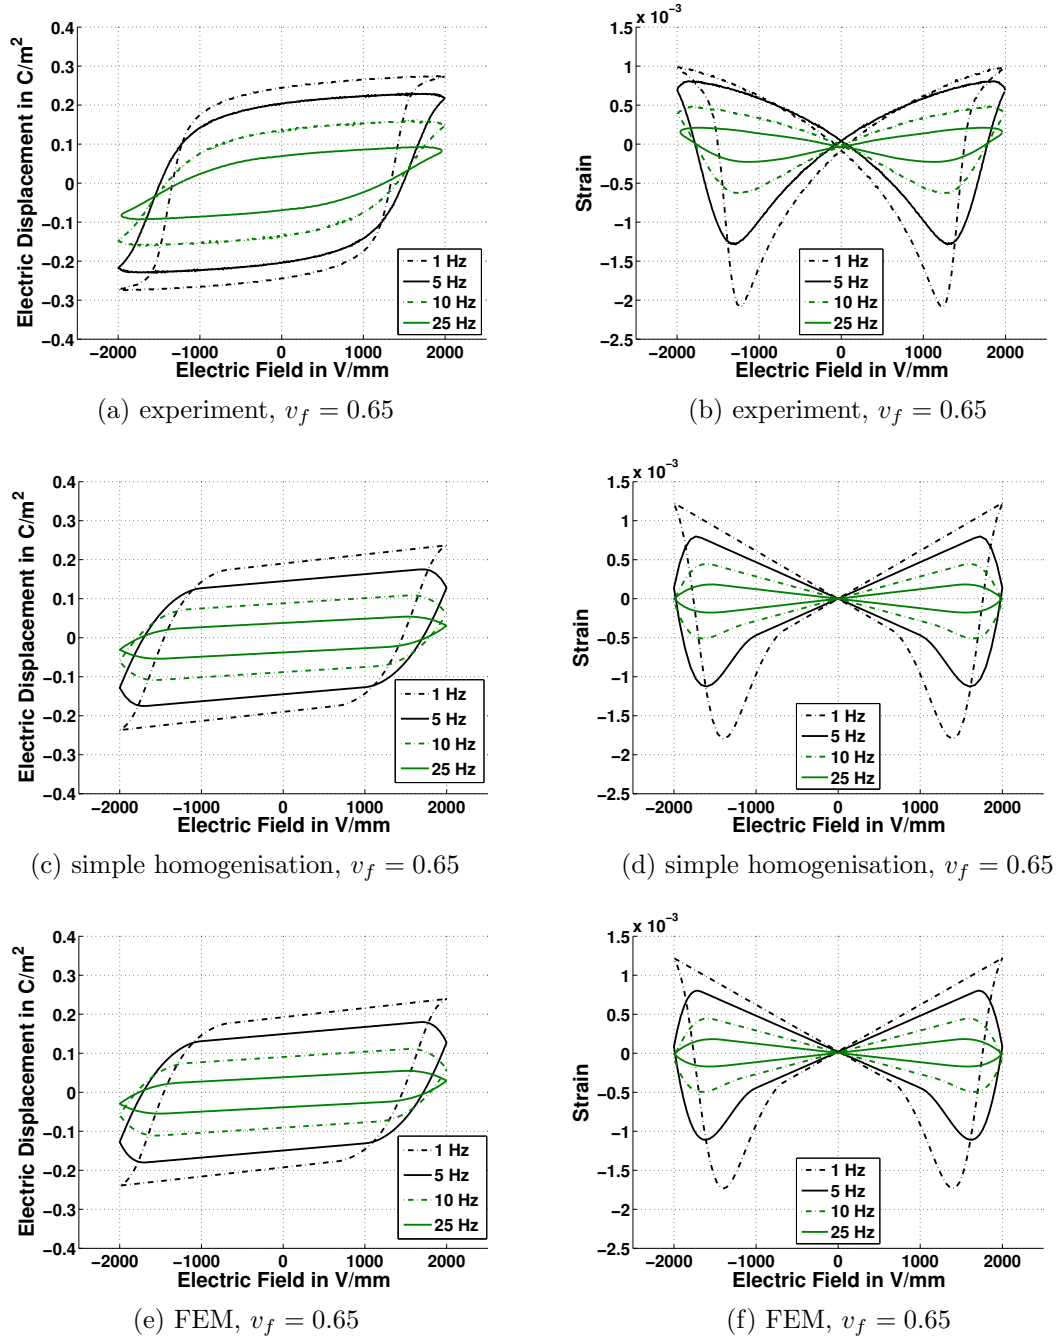 0.4
0.3
0.2
0.1
0
−0.1
−0.2
−0.3
−0.4
Electric Displacement in C/m²
1 Hz
5 Hz
10 Hz
25 Hz
−2000 −1000 0 1000 2000
Electric Field in V/mm
(a) experiment, v_f = 0.65
x 10⁻³
1.5
1
0.5
0
−0.5
−1
−1.5
−2
−2.5
Strain
1 Hz
5 Hz
10 Hz
25 Hz
−2000 −1000 0 1000 2000
Electric Field in V/mm
(b) experiment, v_f = 0.65
0.4
0.3
0.2
0.1
0
−0.1
−0.2
−0.3
−0.4
Electric Displacement in C/m²
1 Hz
5 Hz
10 Hz
25 Hz
−2000 −1000 0 1000 2000
Electric Field in V/mm
(c) simple homogenisation, v_f = 0.65
x 10⁻³
1.5
1
0.5
0
−0.5
−1
−1.5
−2
−2.5
Strain
1 Hz
5 Hz
10 Hz
25 Hz
−2000 −1000 0 1000 2000
Electric Field in V/mm
(d) simple homogenisation, v_f = 0.65
0.4
0.3
0.2
0.1
0
−0.1
−0.2
−0.3
−0.4
Electric Displacement in C/m²
1 Hz
5 Hz
10 Hz
25 Hz
−2000 −1000 0 1000 2000
Electric Field in V/mm
(e) FEM, v_f = 0.65
x 10⁻³
1.5
1
0.5
0
−0.5
−1
−1.5
−2
−2.5
Strain
1 Hz
5 Hz
10 Hz
25 Hz
−2000 −1000 0 1000 2000
Electric Field in V/mm
(f) FEM, v_f = 0.65